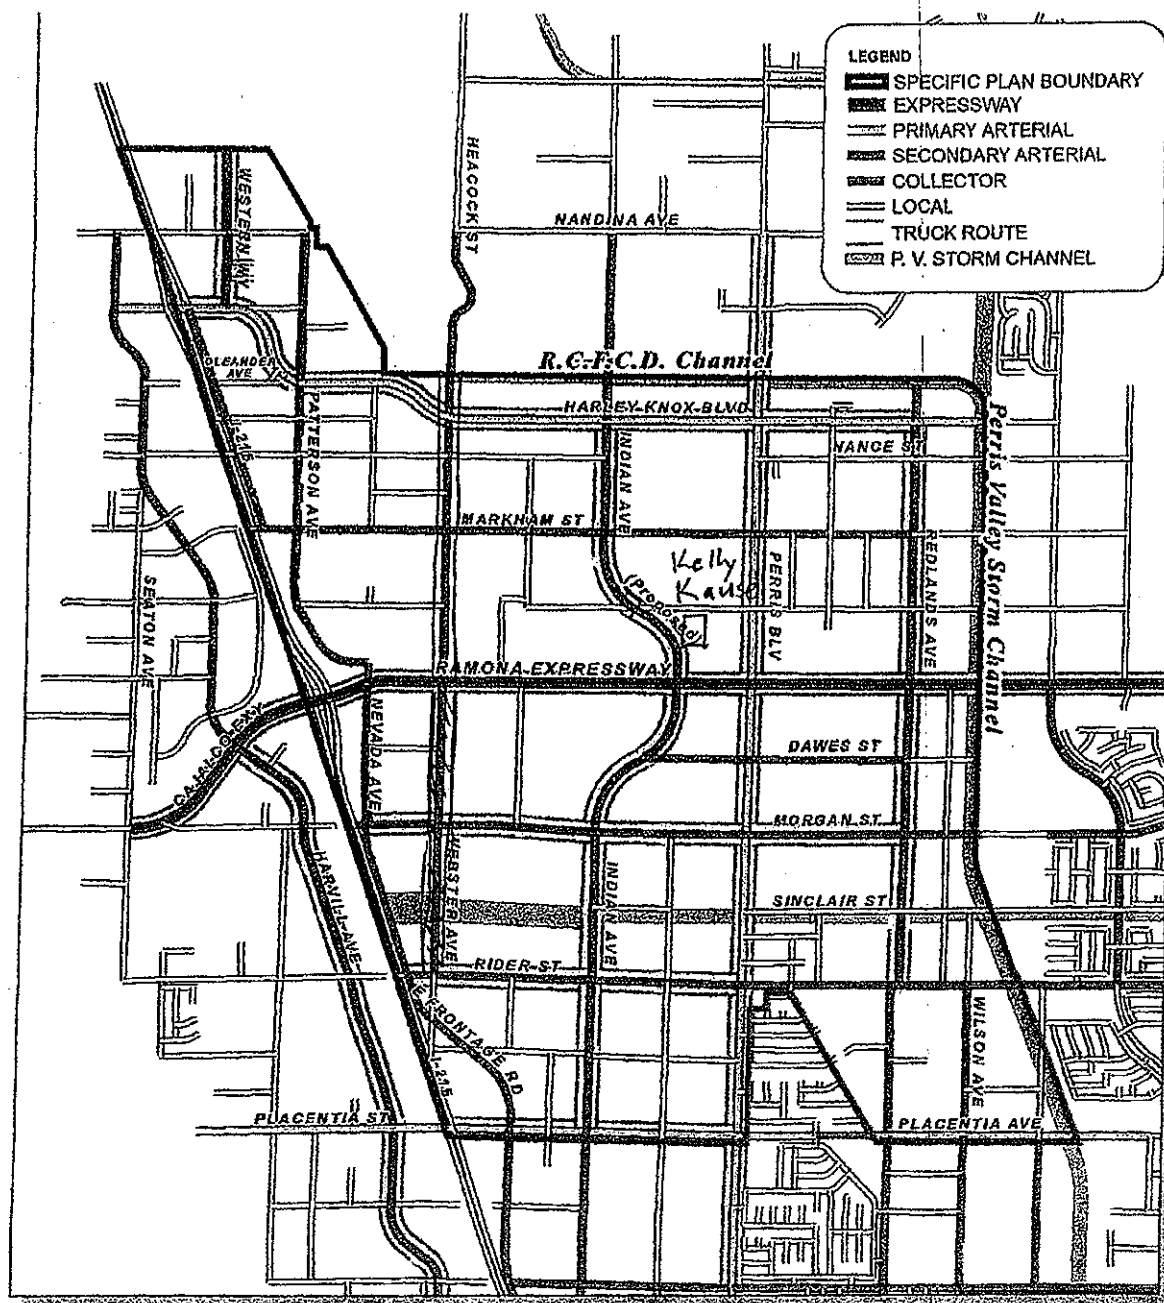 LEGEND
SPECIFIC PLAN BOUNDARY
EXPRESSWAY
PRIMARY ARTERIAL
SECONDARY ARTERIAL
COLLECTOR
LOCAL
TRUCK ROUTE
P. V. STORM CHANNEL
HEACOCK ST
WESTERN WY
NANDINA AVE
OLEANDER AVE
R.C.F.C.D. Channel
HARLEY KNOX BLVD
PATTERSON AVE
I-215
INDIAN AVE
NANCE ST
Perris Valley Storm Channel
MARKHAM ST
REDLANDS AVE
PERRIS BLV
Kelly
(Proposed)
SEATON AVE
RAMONA EXPRESSWAY
CAJALCO EXY
NEVADA AVE
DAWES ST
MORGAN ST
HARVILL AVE
WEBSTER AVE
INDIAN AVE
SINCLAIR ST
RIDER ST
E FRONTAGE RD
WILSON AVE
I-215
PLACENTIA ST
PLACENTIA AVE